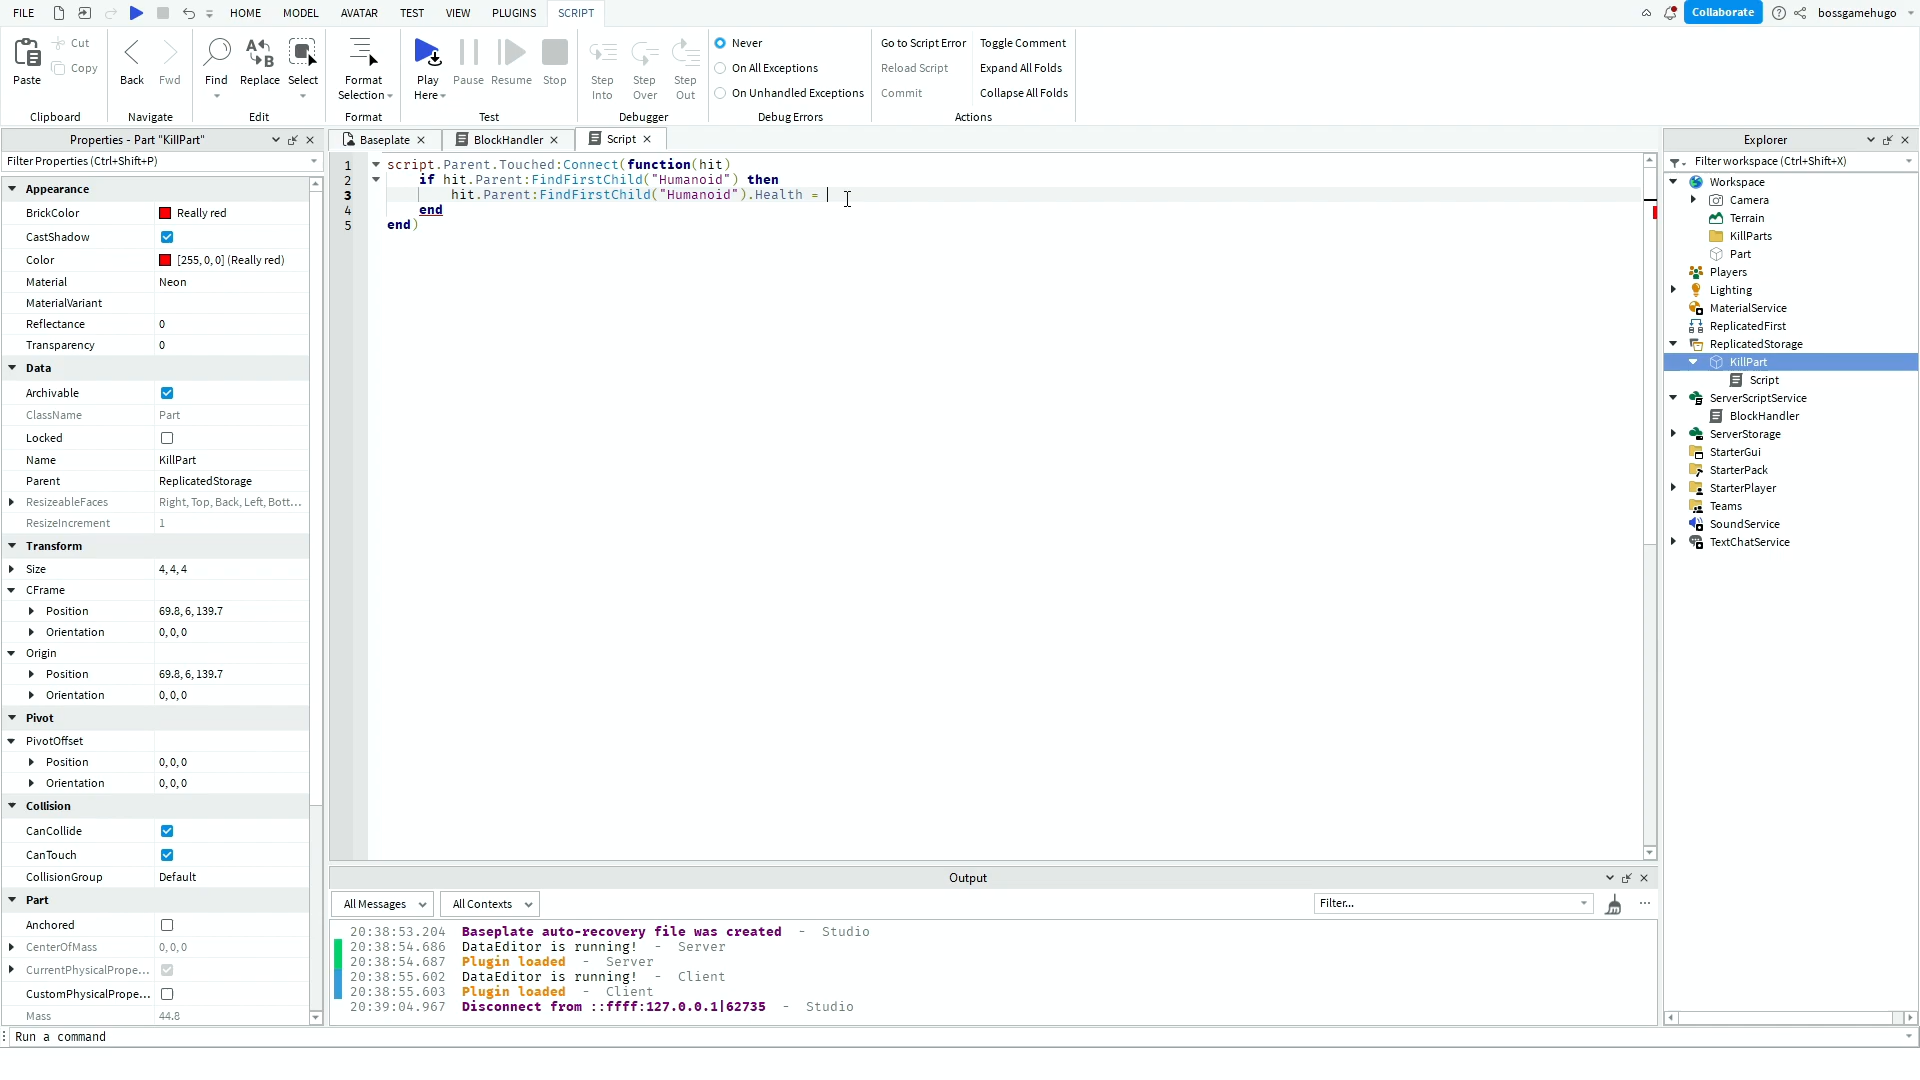 FILE HOME MODEL AVATAR TEST VIEW PLUGINS SCRIPT Collaborate bossgamehugo
Cut
Copy
Paste
Clipboard
Back Fwd
Navigate
Find Replace Select
Edit
Format
Selection
Format
Play
Here
Pause Resume Stop
Test
Step
Into
Step
Over
Step
Out
Debugger
Never
On All Exceptions
On Unhandled Exceptions
Debug Errors
Go to Script Error
Reload Script
Commit
Toggle Comment
Expand All Folds
Collapse All Folds
Actions
Properties - Part "KillPart"
Filter Properties (Ctrl+Shift+P)
Appearance
BrickColor Really red
CastShadow
Color [255, 0, 0] (Really red)
Material Neon
MaterialVariant
Reflectance 0
Transparency 0
Data
Archivable
ClassName Part
Locked
Name KillPart
Parent ReplicatedStorage
ResizeableFaces Right, Top, Back, Left, Bott...
ResizeIncrement 1
Transform
Size 4, 4, 4
CFrame
Position 69.8, 6, 139.7
Orientation 0, 0, 0
Origin
Position 69.8, 6, 139.7
Orientation 0, 0, 0
Pivot
PivotOffset
Position 0, 0, 0
Orientation 0, 0, 0
Collision
CanCollide
CanTouch
CollisionGroup Default
Part
Anchored
CenterOfMass 0, 0, 0
CurrentPhysicalPrope...
CustomPhysicalPrope...
Mass 44.8
Baseplate BlockHandler Script
1 script.Parent.Touched:Connect(function(hit)
2 if hit.Parent:FindFirstChild("Humanoid") then
3 hit.Parent:FindFirstChild("Humanoid").Health =
4 end
5 end)
Output
All Messages All Contexts Filter... ...
20:38:53.204 Baseplate auto-recovery file was created - Studio
20:38:54.686 DataEditor is running! - Server
20:38:54.687 Plugin loaded - Server
20:38:55.602 DataEditor is running! - Client
20:38:55.603 Plugin loaded - Client
20:39:04.967 Disconnect from ::ffff:127.0.0.1|62735 - Studio
Explorer
Filter workspace (Ctrl+Shift+X)
Workspace
Camera
Terrain
KillParts
Part
Players
Lighting
MaterialService
ReplicatedFirst
ReplicatedStorage
KillPart
Script
ServerScriptService
BlockHandler
ServerStorage
StarterGui
StarterPack
StarterPlayer
Teams
SoundService
TextChatService
Run a command